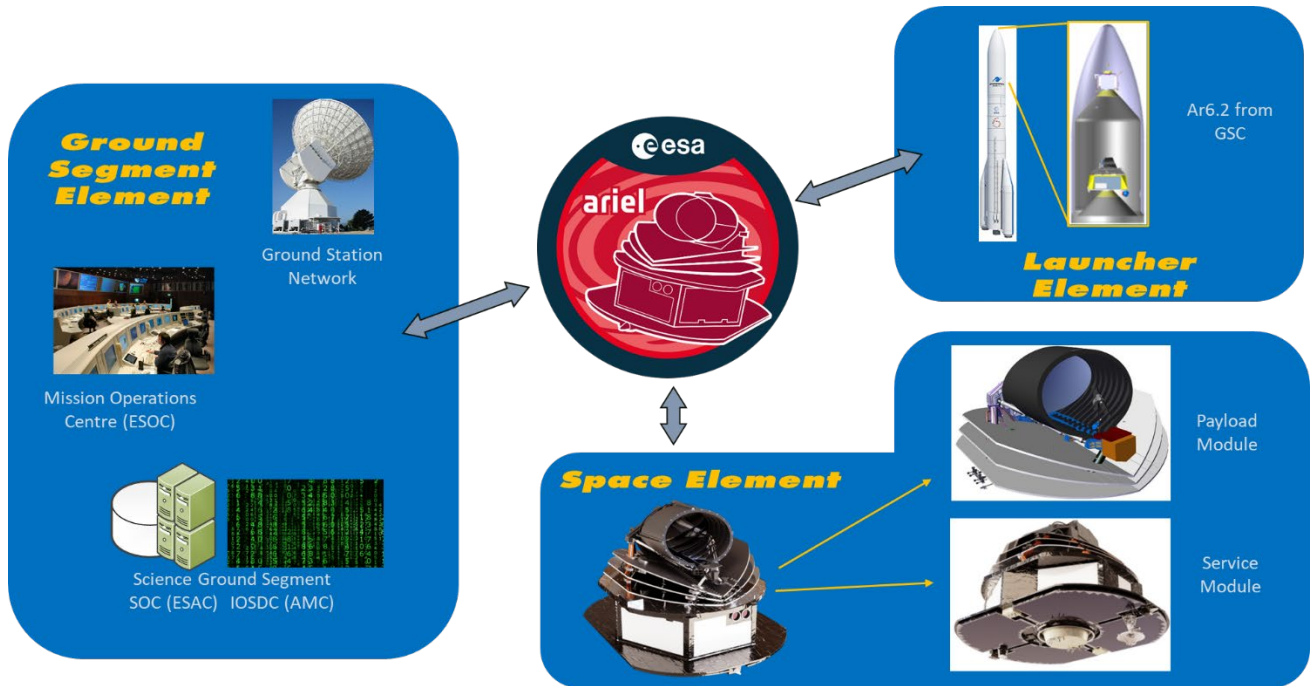 Ground
Segment
Element
Ground Station
Network
Mission Operations
Centre (ESOC)
Science Ground Segment
SOC (ESAC) IOSDC (AMC)
esa
ariel
Ar6.2 from
GSC
Launcher
Element
Space Element
Payload
Module
Service
Module